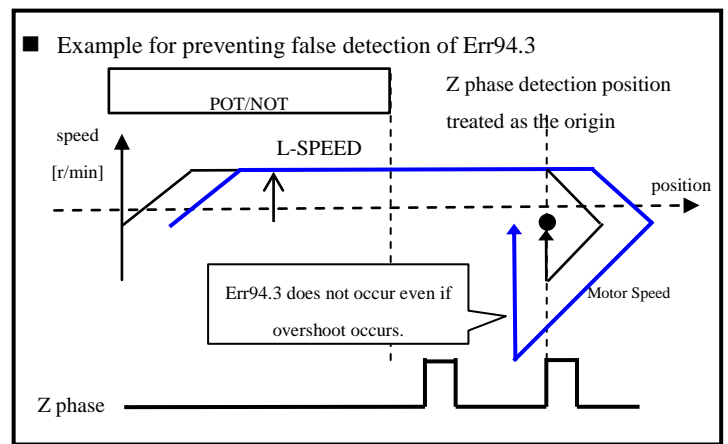 ■ Example for preventing false detection of Err94.3
POT/NOT
Z phase detection position
treated as the origin
speed
[r/min]
L-SPEED
position
Err94.3 does not occur even if
overshoot occurs.
Motor Speed
Z phase